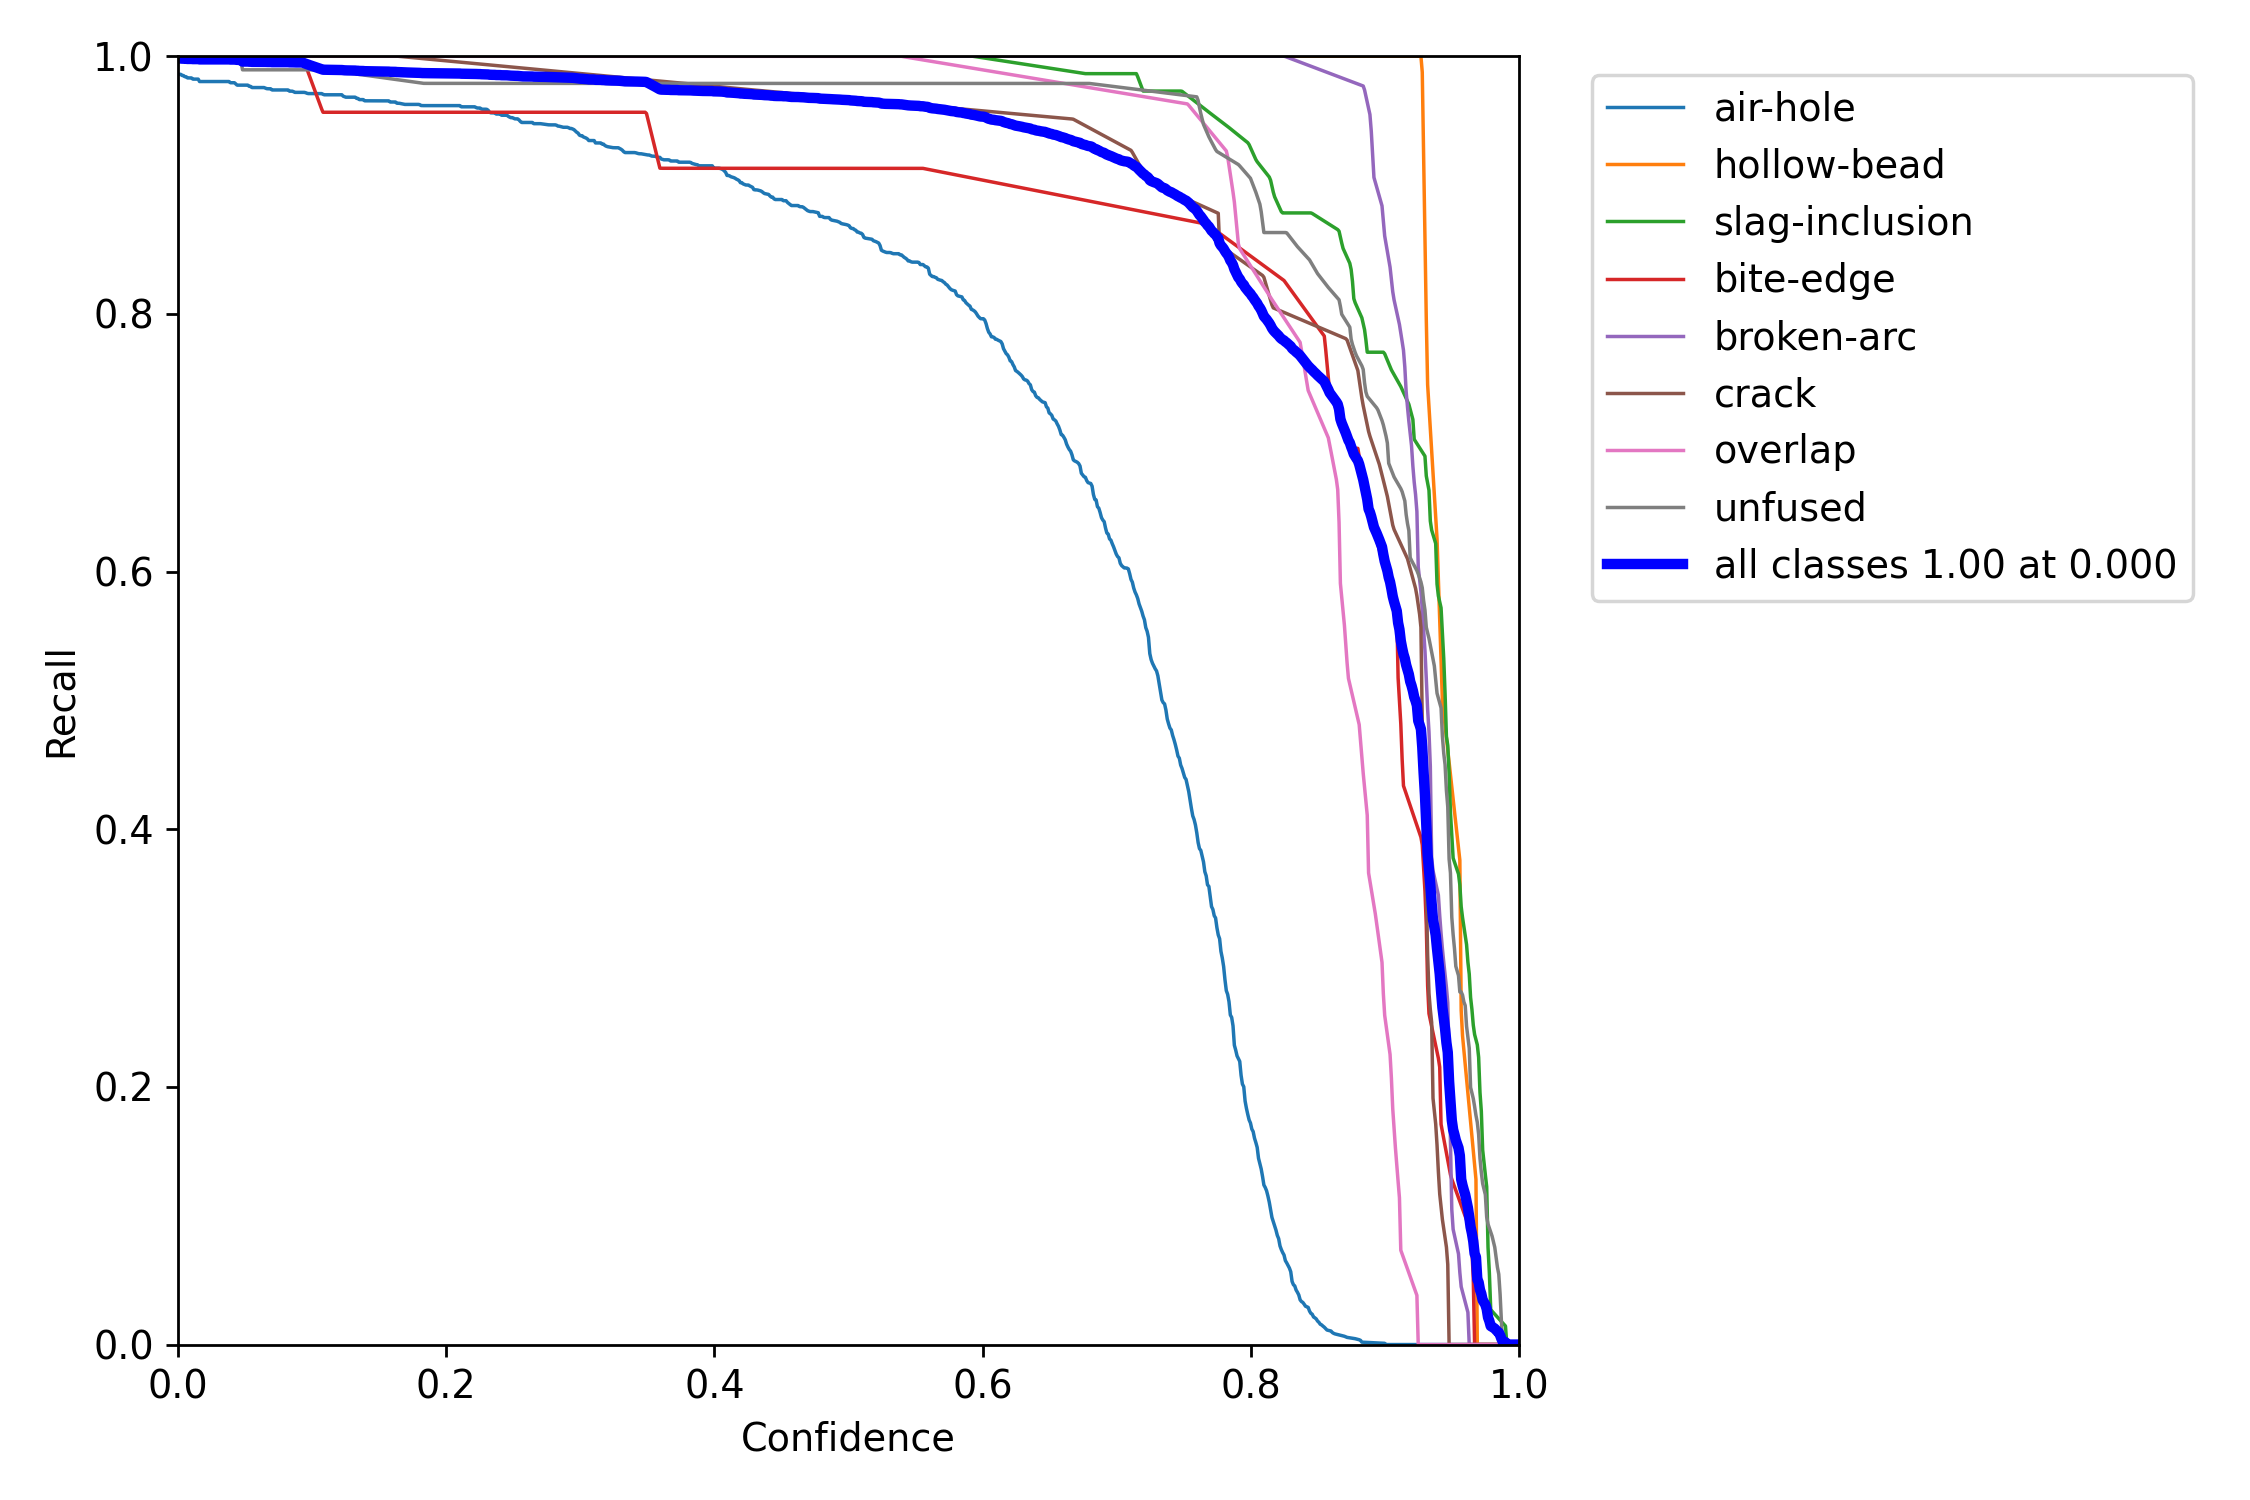 1.0
0.8
0.6
0.4
0.2
0.0
Recall
0.0 0.2 0.4 0.6 0.8 1.0
Confidence
air-hole
hollow-bead
slag-inclusion
bite-edge
broken-arc
crack
overlap
unfused
all classes 1.00 at 0.000